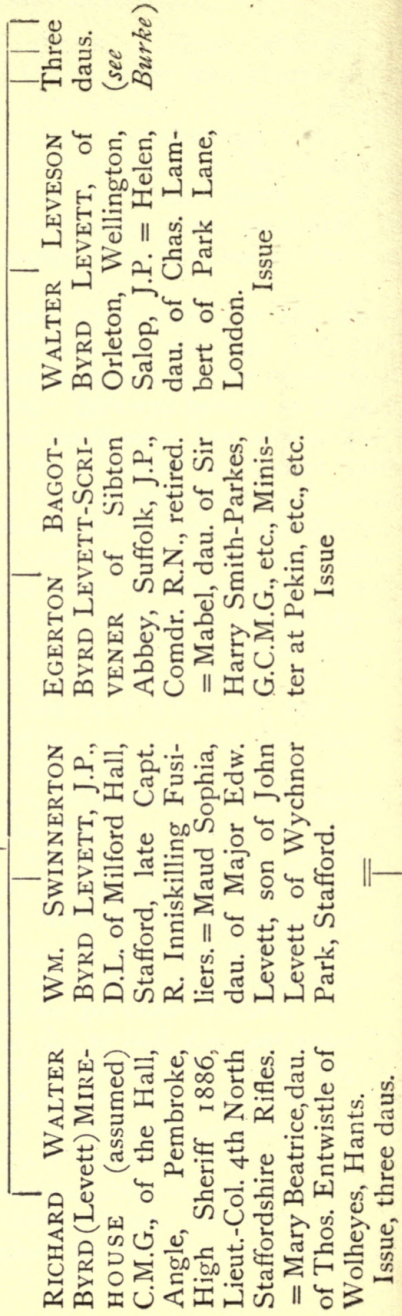 RICHARD WALTER
BYRD (Levett) MIRE-
HOUSE (assumed)
C.M.G., of the Hall,
Angle, Pembroke,
High Sheriff 1886,
Lieut.-Col. 4th North
Staffordshire Rifles.
= Mary Beatrice, dau.
of Thos. Entwistle of
Wolheyes, Hants.
Issue, three daus.
WM. SWINNERTON
BYRD LEVETT, J.P.,
D.L. of Milford Hall,
Stafford, late Capt.
R. Inniskilling Fusi-
liers. = Maud Sophia,
dau. of Major Edw.
Levett, son of John
Levett of Wychnor
Park, Stafford.
=
EGERTON BAGOT-
BYRD LEVETT-SCRI-
VENER of Sibton
Abbey, Suffolk, J.P.,
Comdr. R.N., retired.
= Mabel, dau. of Sir
Harry Smith-Parkes,
G.C.M.G., etc., Minis-
ter at Pekin, etc., etc.
Issue
WALTER LEVESON
BYRD LEVETT, of
Orleton, Wellington,
Salop, J.P. = Helen,
dau. of Chas. Lam-
bert of Park Lane,
London.
Issue
Three
daus.
(see
Burke)